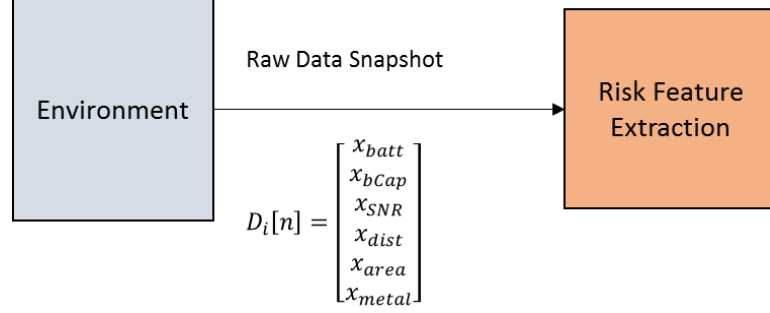 Environment
Raw Data Snapshot
Risk Feature
Extraction
D_i[n] = [x_batt
x_bCap
x_SNR
x_dist
x_area
x_metal]